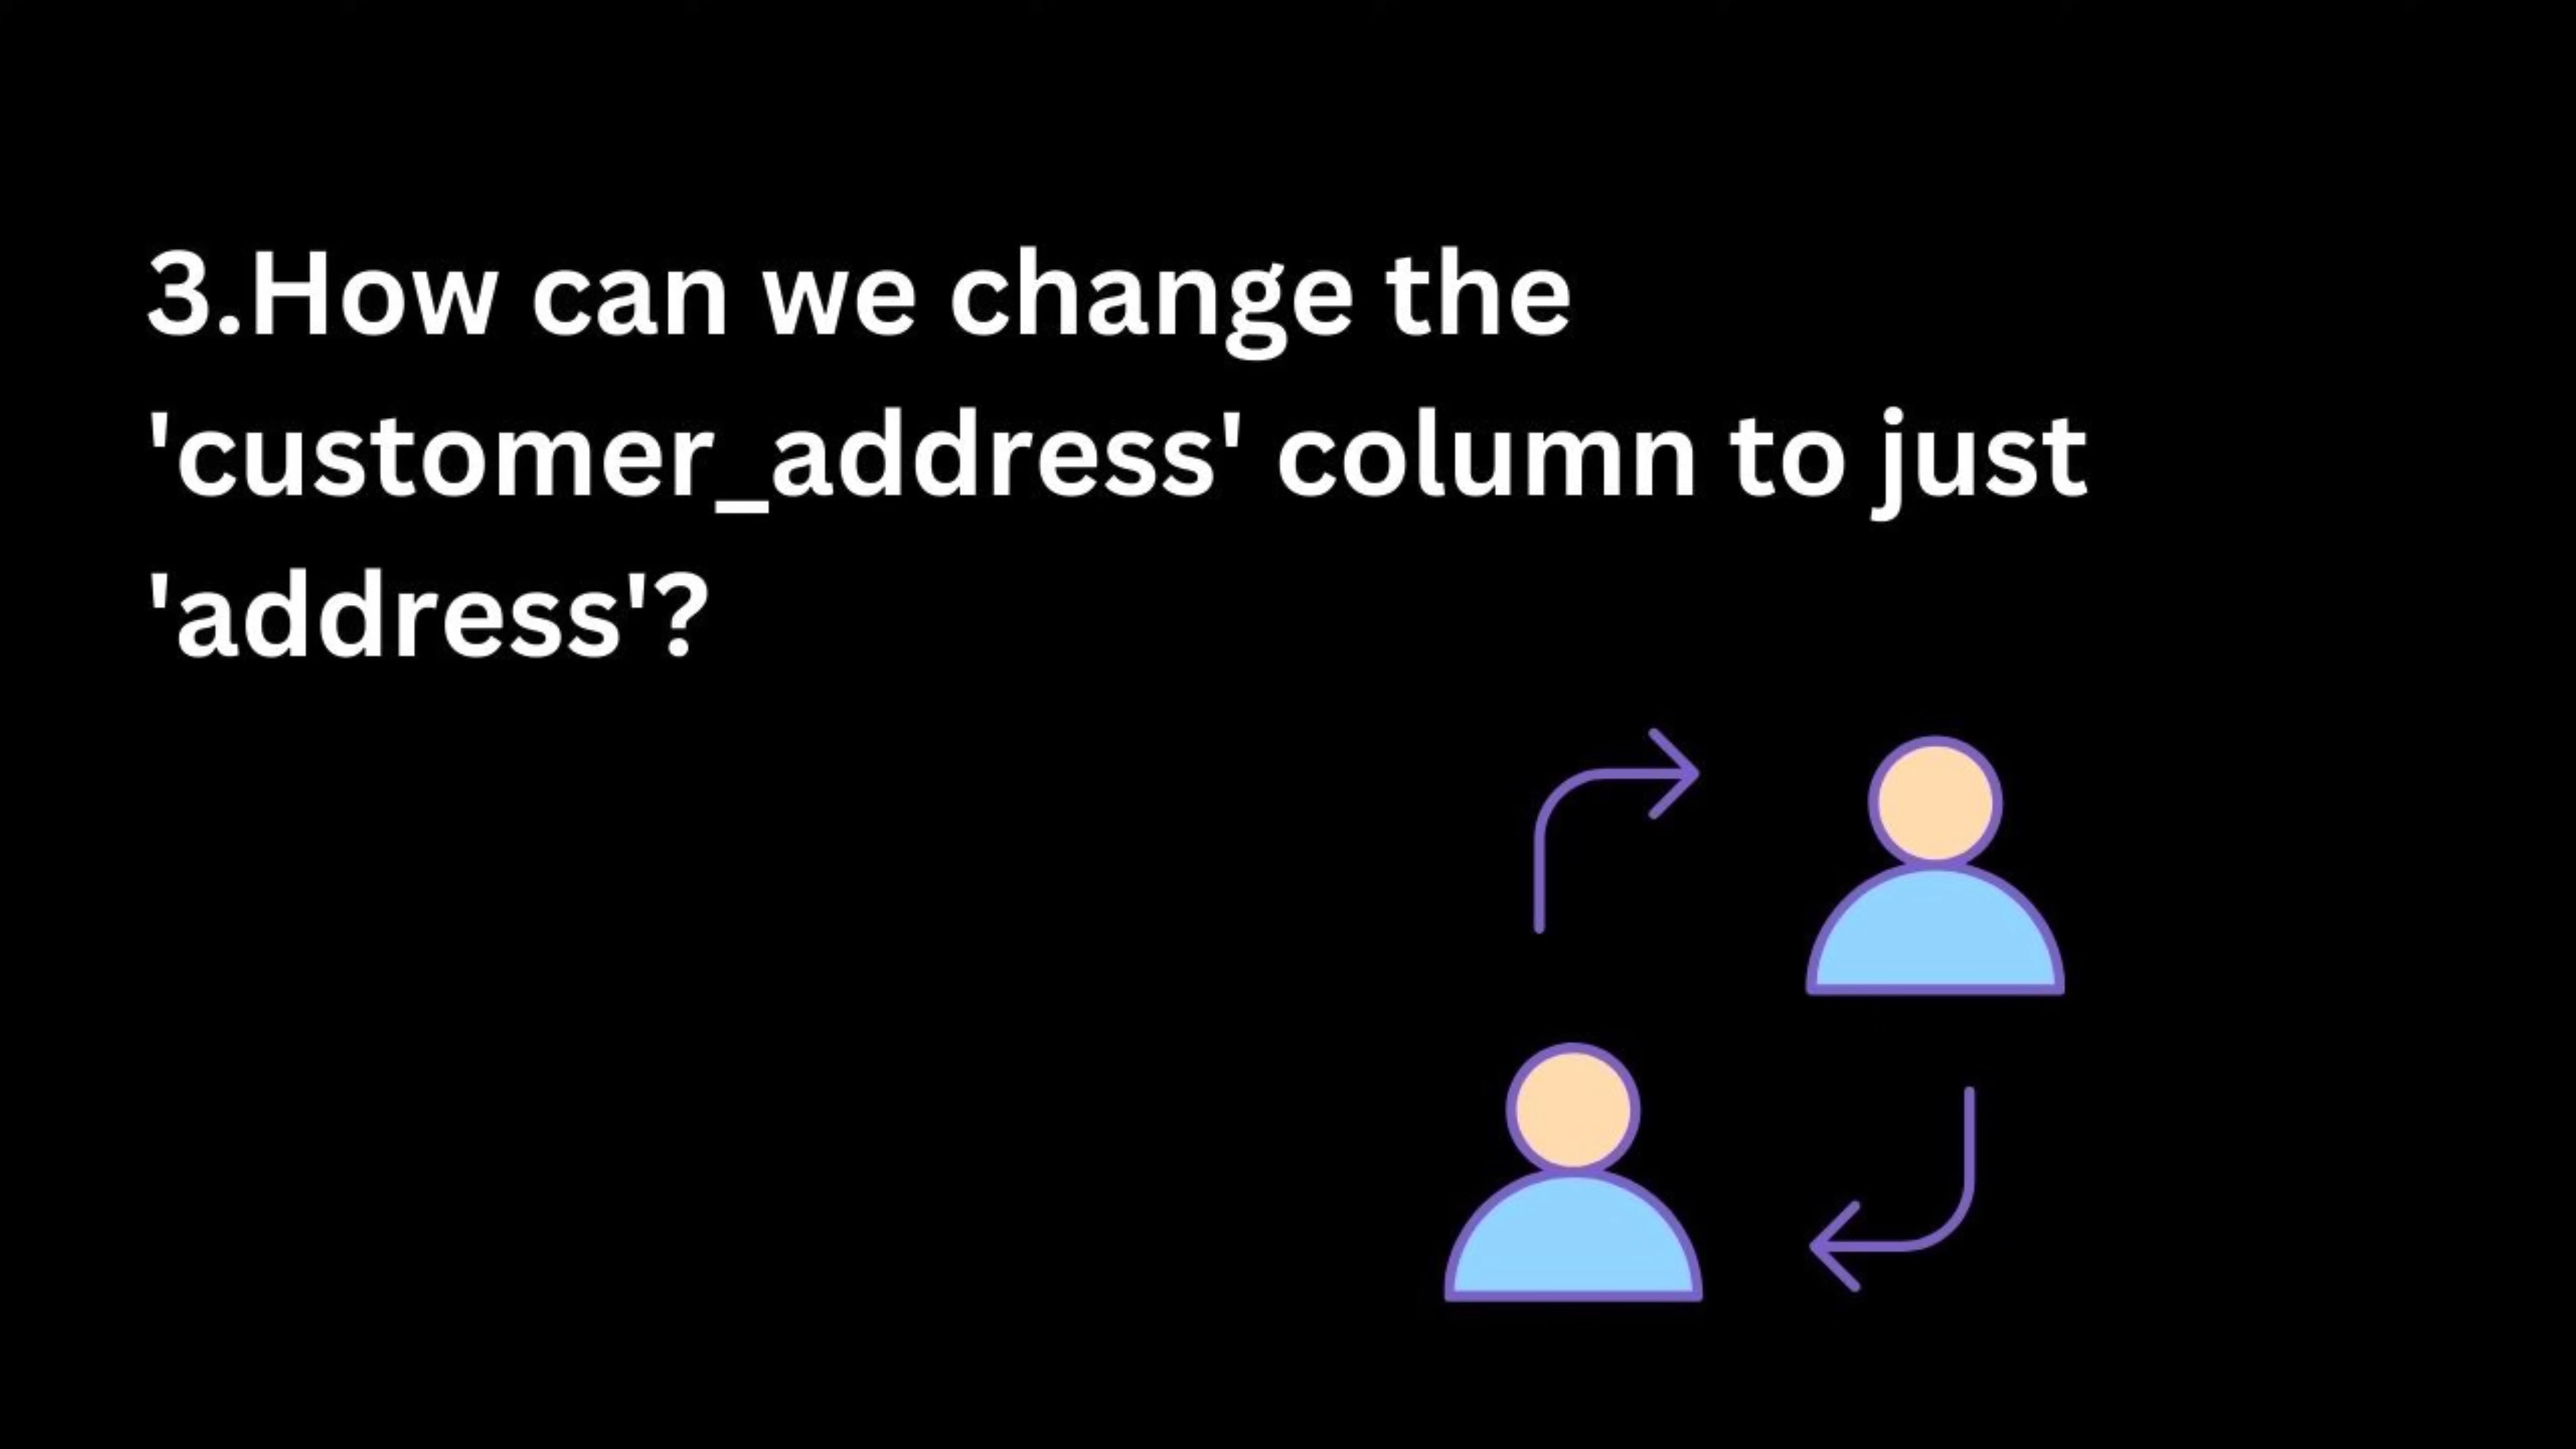 3.How can we change the
'customer_address' column to just
'address'?